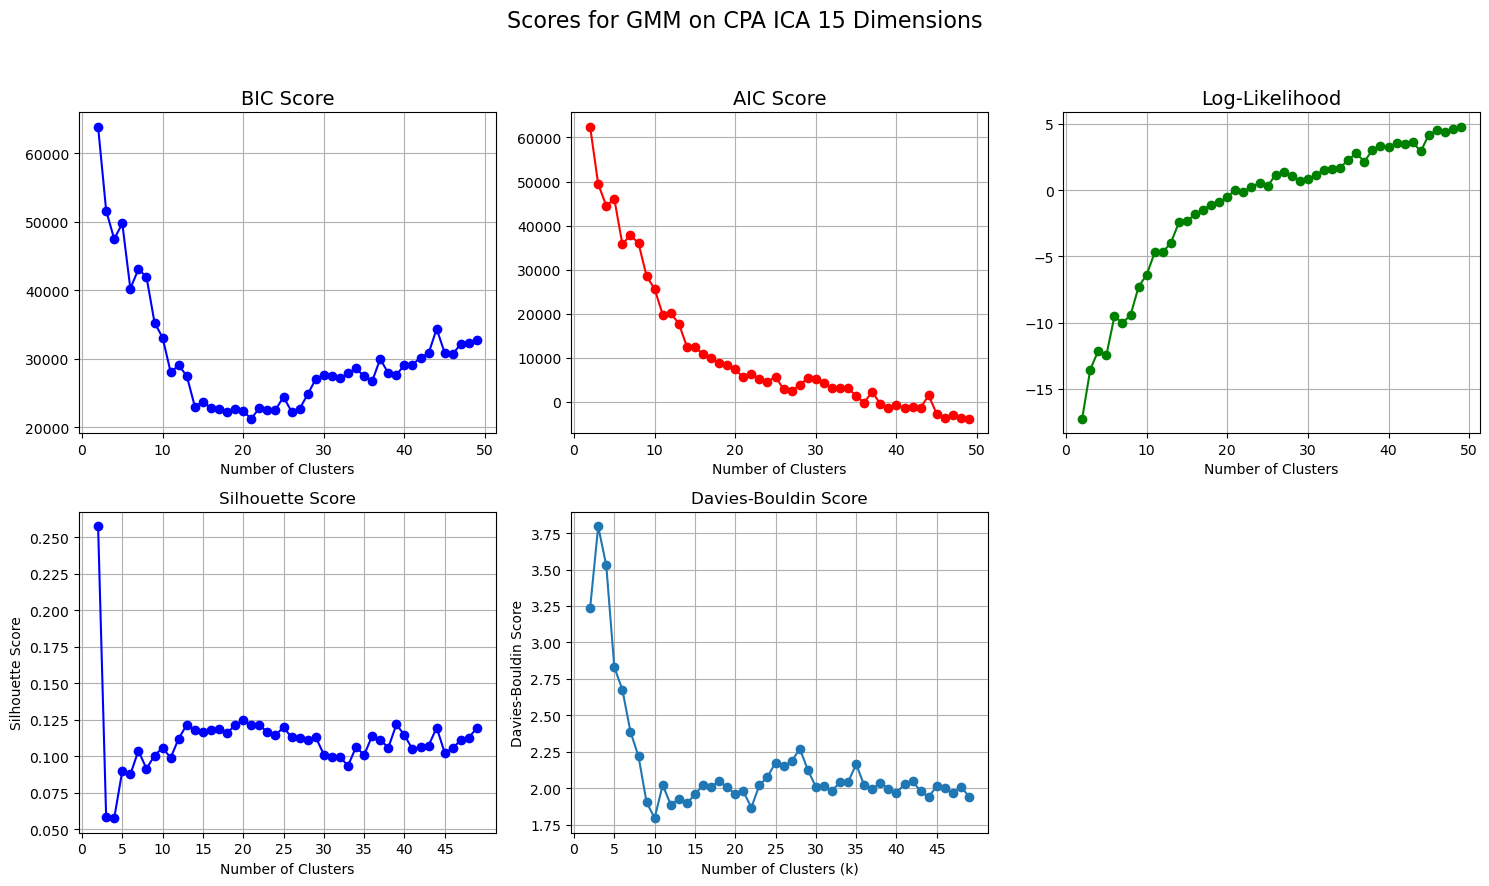 Scores for GMM on CPA ICA 15 Dimensions
BIC Score
60000
50000
40000
30000
20000
0 10 20 30 40 50
Number of Clusters
AIC Score
60000
50000
40000
30000
20000
10000
0
0 10 20 30 40 50
Number of Clusters
Log-Likelihood
5
0
−5
−10
−15
0 10 20 30 40 50
Number of Clusters
Silhouette Score
Silhouette Score
0.250
0.225
0.200
0.175
0.150
0.125
0.100
0.075
0.050
0 5 10 15 20 25 30 35 40 45
Number of Clusters
Davies-Bouldin Score
Davies-Bouldin Score
3.75
3.50
3.25
3.00
2.75
2.50
2.25
2.00
1.75
0 5 10 15 20 25 30 35 40 45
Number of Clusters (k)